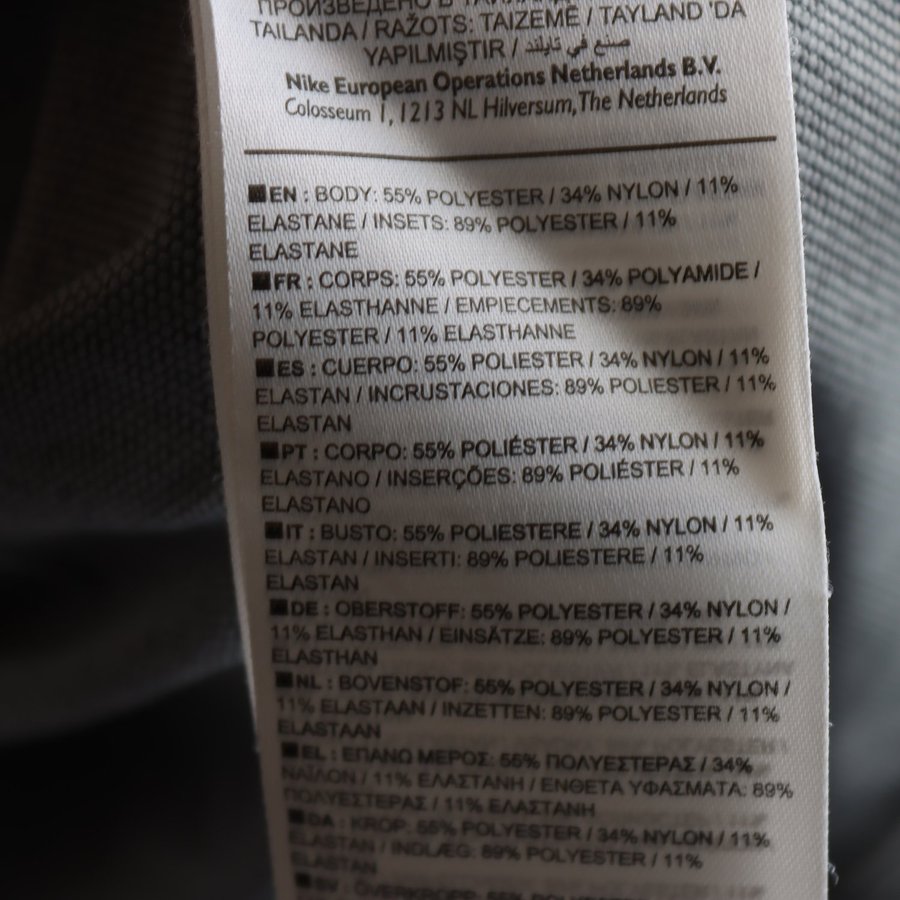 ПРОИЗВЕДЕНО В
TAILANDA / RAŽOTS: TAIZEMĒ / TAYLAND 'DA
YAPILMIŞTIR / صنع في تايلند
Nike European Operations Netherlands B.V.
Colosseum 1, 1213 NL Hilversum, The Netherlands
EN : BODY: 55% POLYESTER / 34% NYLON / 11%
ELASTANE / INSETS: 89% POLYESTER / 11%
ELASTANE
FR : CORPS: 55% POLYESTER / 34% POLYAMIDE /
11% ELASTHANNE / EMPIECEMENTS: 89%
POLYESTER / 11% ELASTHANNE
ES : CUERPO: 55% POLIESTER / 34% NYLON / 11%
ELASTAN / INCRUSTACIONES: 89% POLIESTER / 11%
ELASTAN
PT : CORPO: 55% POLIÉSTER / 34% NYLON / 11%
ELASTANO / INSERÇÕES: 89% POLIÉSTER / 11%
ELASTANO
IT : BUSTO: 55% POLIESTERE / 34% NYLON / 11%
ELASTAN / INSERTI: 89% POLIESTERE / 11%
ELASTAN
DE : OBERSTOFF: 55% POLYESTER / 34% NYLON /
11% ELASTHAN / EINSÄTZE: 89% POLYESTER / 11%
ELASTHAN
NL : BOVENSTOF: 55% POLYESTER / 34% NYLON /
11% ELASTAAN / INZETTEN: 89% POLYESTER / 11%
ELASTAAN
EL : ΕΠΑΝΩ ΜΕΡΟΣ: 55% ΠΟΛΥΕΣΤΕΡΑΣ / 34%
ΝΑΪΛΟΝ / 11% ΕΛΑΣΤΑΝΗ / ΕΝΘΕΤΑ ΥΦΑΣΜΑΤΑ: 89%
ΠΟΛΥΕΣΤΕΡΑΣ / 11% ΕΛΑΣΤΑΝΗ
DA : KROP: 55% POLYESTER / 34% NYLON / 11%
ELASTAN / INDLÆG: 89% POLYESTER / 11%
ELASTAN
SV : ÖVERKROPP: 55%